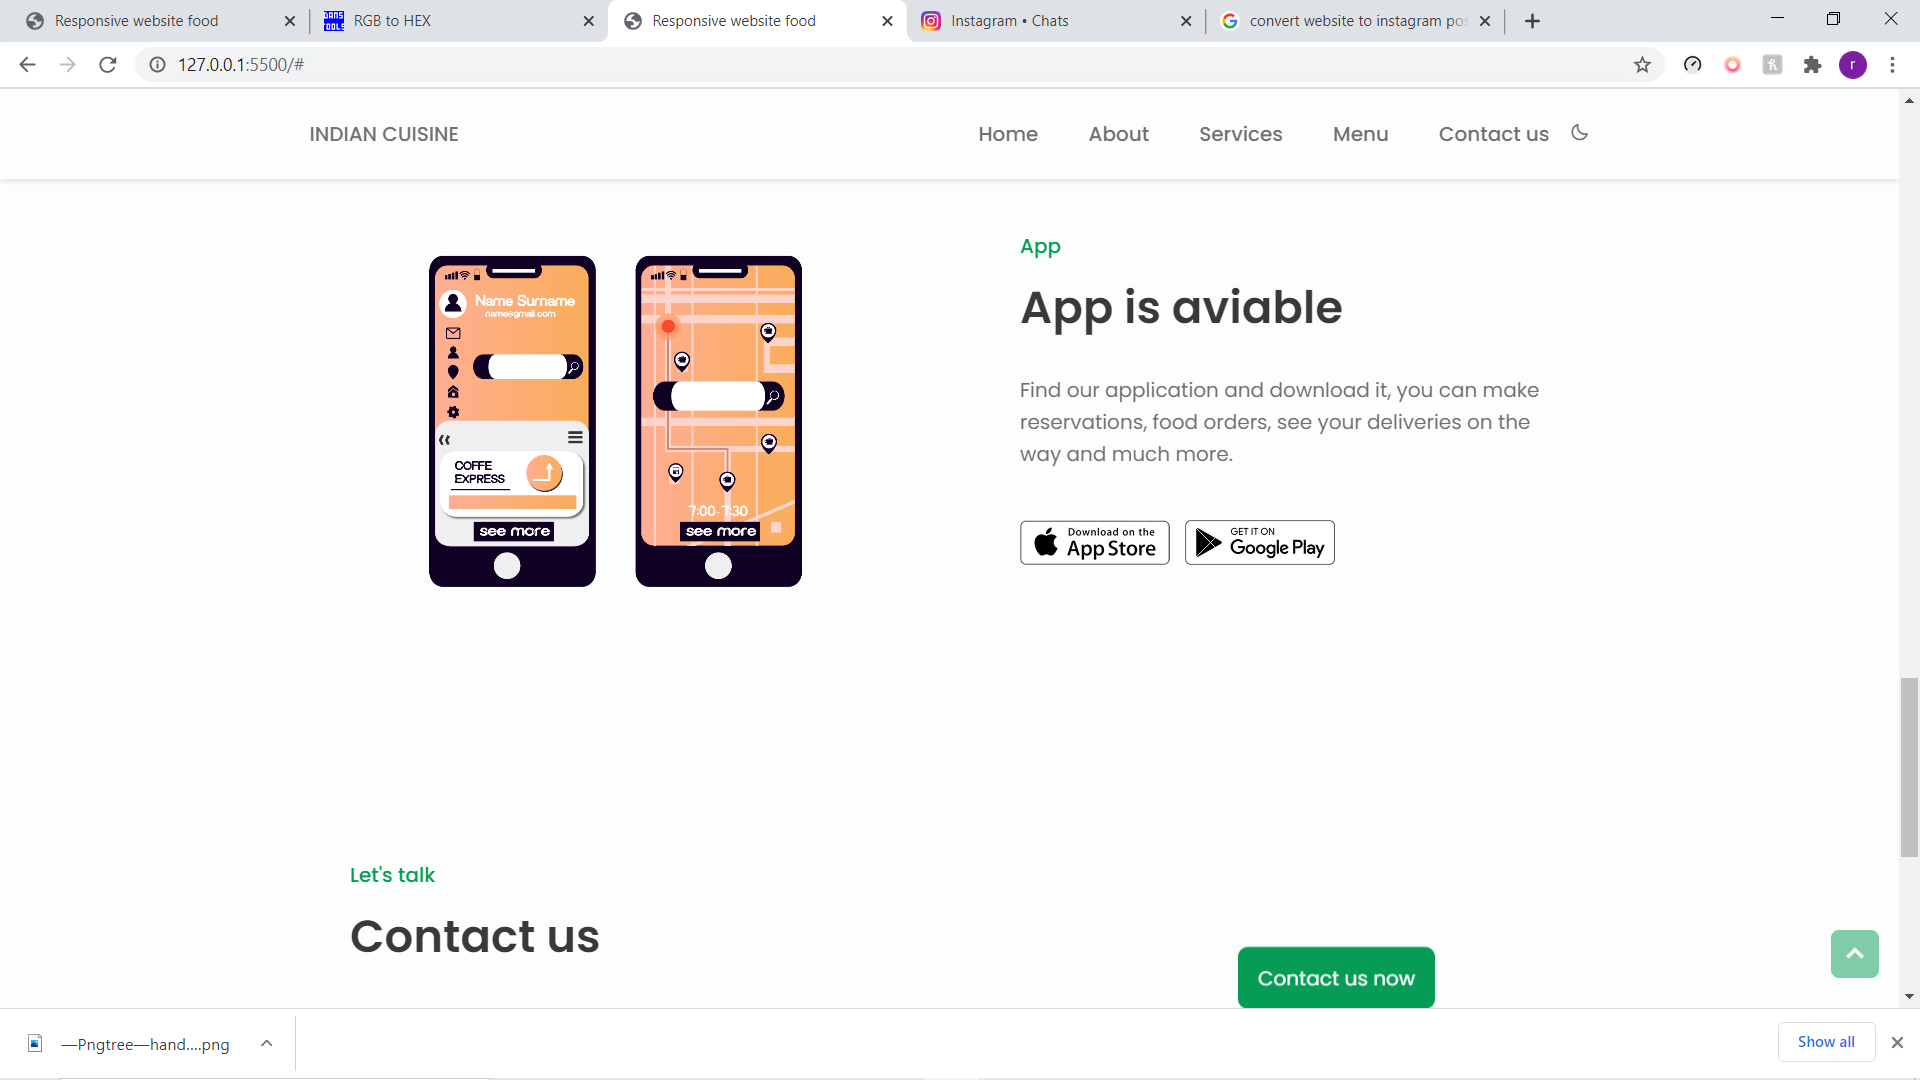 Responsive website food
RGB to HEX
Responsive website food
Instagram • Chats
convert website to instagram pos
127.0.0.1:5500/#
r
INDIAN CUISINE
Home
About
Services
Menu
Contact us
Name Surname
name@gmail.com
COFFE
EXPRESS
see more
7:00-7:30
see more
App
App is aviable
Find our application and download it, you can make
reservations, food orders, see your deliveries on the
way and much more.
Download on the
App Store
GET IT ON
Google Play
Let's talk
Contact us
Contact us now
—Pngtree—hand....png
Show all